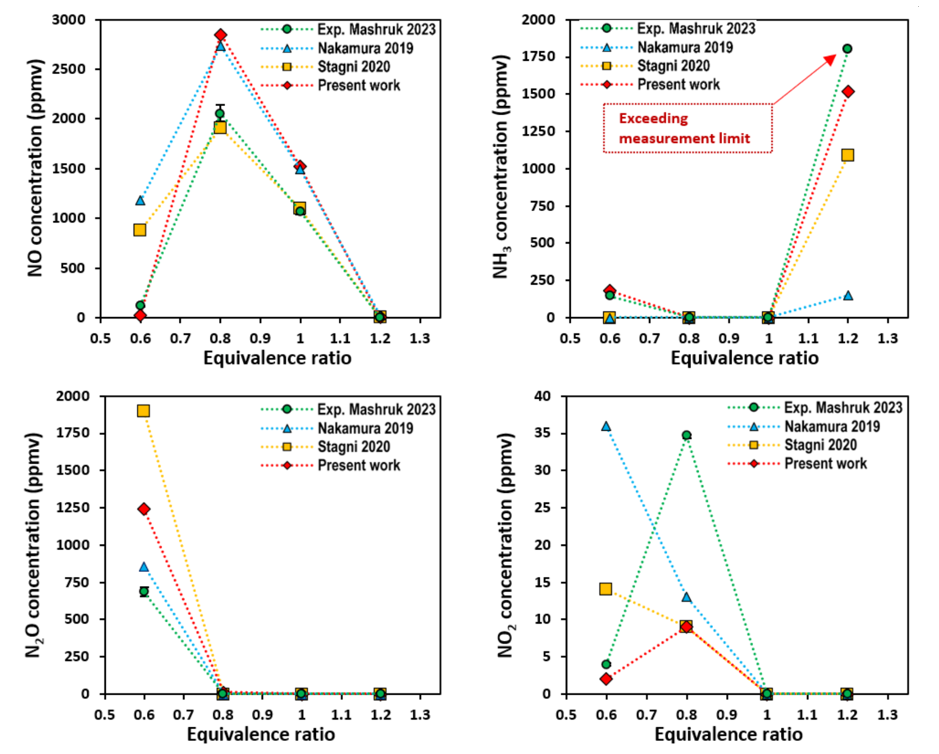 NO concentration (ppmv)
3000
2500
2000
1500
1000
500
0
0.5 0.6 0.7 0.8 0.9 1 1.1 1.2 1.3
Equivalence ratio
Exp. Mashruk 2023
Nakamura 2019
Stagni 2020
Present work
NH3 concentration (ppmv)
2000
1750
1500
1250
1000
750
500
250
0
0.5 0.6 0.7 0.8 0.9 1 1.1 1.2 1.3
Equivalence ratio
Exp. Mashruk 2023
Nakamura 2019
Stagni 2020
Present work
Exceeding
measurement limit
N2O concentration (ppmv)
2000
1750
1500
1250
1000
750
500
250
0
0.5 0.6 0.7 0.8 0.9 1 1.1 1.2 1.3
Equivalence ratio
Exp. Mashruk 2023
Nakamura 2019
Stagni 2020
Present work
NO2 concentration (ppmv)
40
35
30
25
20
15
10
5
0
0.5 0.6 0.7 0.8 0.9 1 1.1 1.2 1.3
Equivalence ratio
Exp. Mashruk 2023
Nakamura 2019
Stagni 2020
Present work